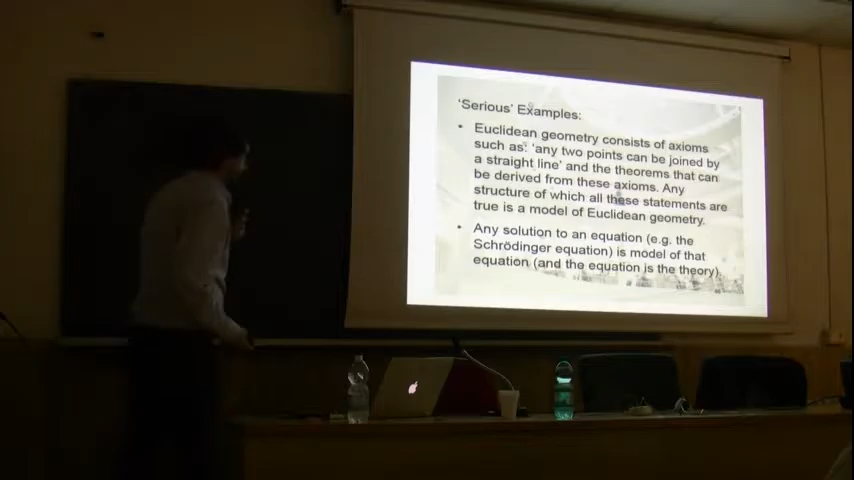 'Serious' Examples:
• Euclidean geometry consists of axioms
such as: 'any two points can be joined by
a straight line' and the theorems that can
be derived from these axioms. Any
structure of which all these statements are
true is a model of Euclidean geometry.
• Any solution to an equation (e.g. the
Schrödinger equation) is model of that
equation (and the equation is the theory).